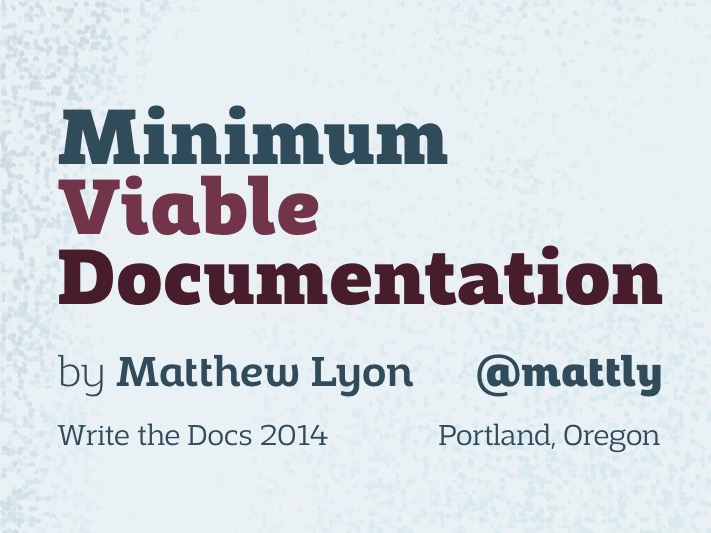 Minimum
Viable
Documentation
by Matthew Lyon @mattly
Write the Docs 2014 Portland, Oregon